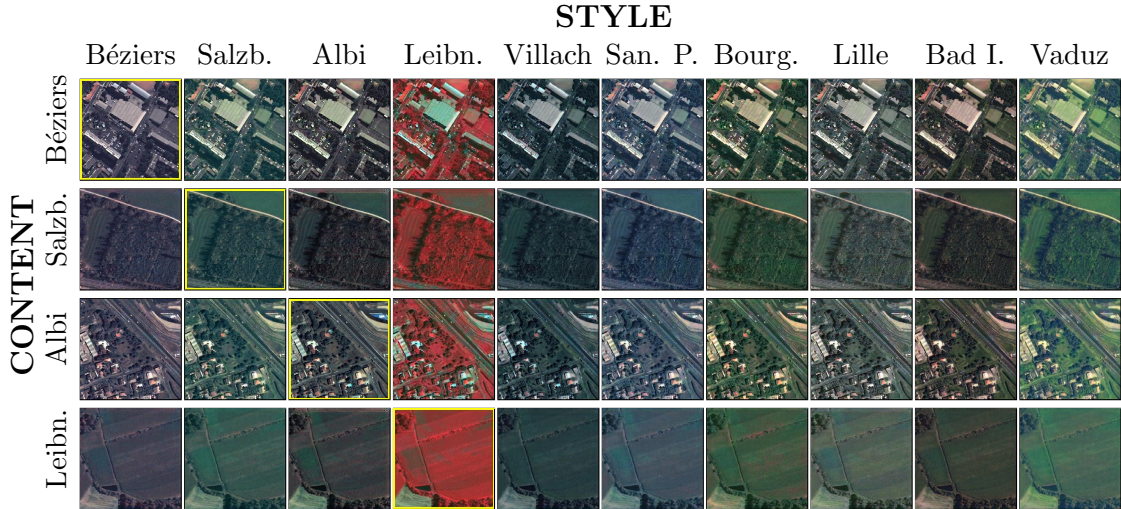 STYLE
Béziers Salzb. Albi Leibn. Villach San. P. Bourg. Lille Bad I. Vaduz
CONTENT
Béziers
Salzb.
Albi
Leibn.